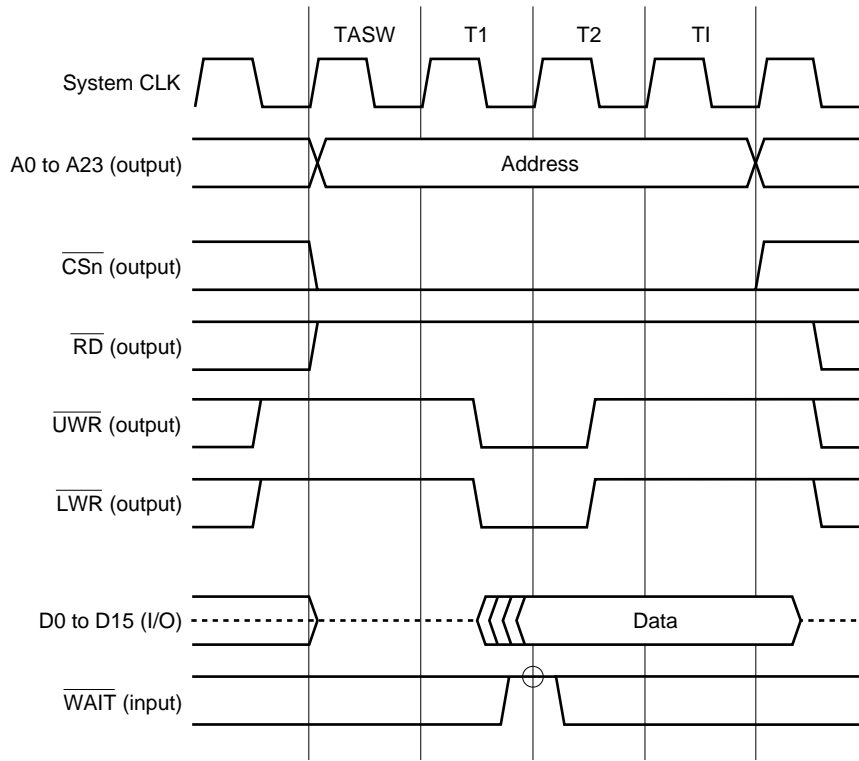 TASW T1 T2 TI
System CLK
A0 to A23 (output) Address
CSn (output)
RD (output)
UWR (output)
LWR (output)
D0 to D15 (I/O) Data
WAIT (input)